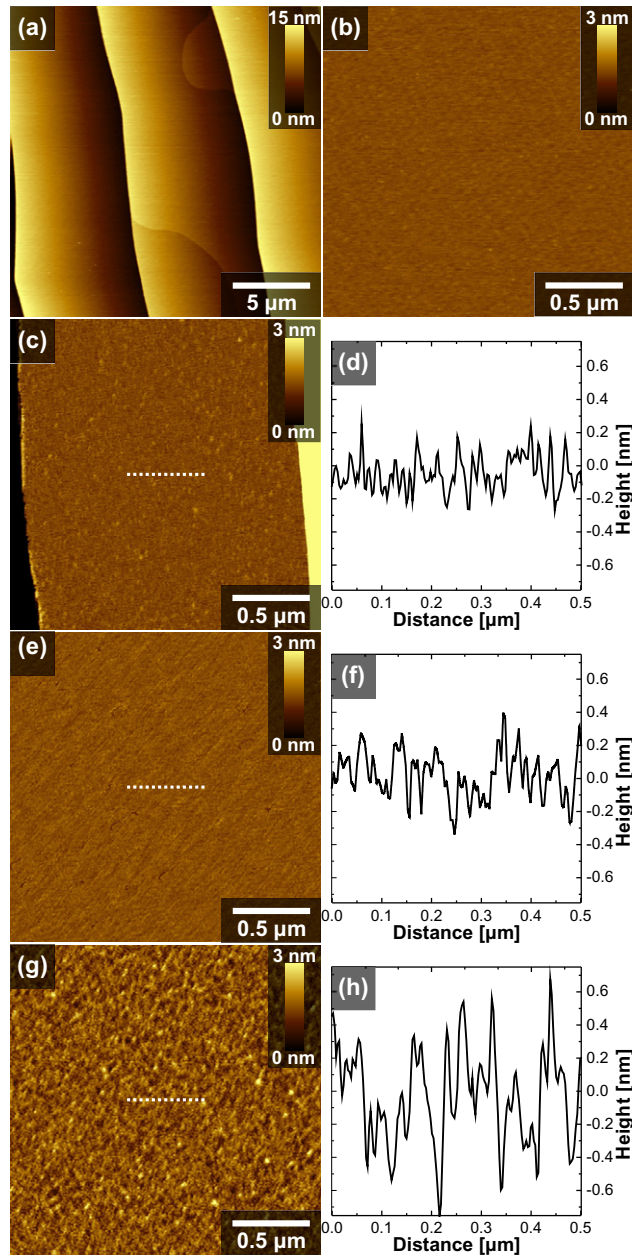 (a)
15 nm
0 nm
5 µm
(b)
3 nm
0 nm
0.5 µm
(c)
3 nm
0 nm
0.5 µm
(d)
0.6
0.4
0.2
0.0
-0.2
-0.4
-0.6
Height [nm]
0.0 0.1 0.2 0.3 0.4 0.5
Distance [µm]
(e)
3 nm
0 nm
0.5 µm
(f)
0.6
0.4
0.2
0.0
-0.2
-0.4
-0.6
Height [nm]
0.0 0.1 0.2 0.3 0.4 0.5
Distance [µm]
(g)
3 nm
0 nm
0.5 µm
(h)
0.6
0.4
0.2
0.0
-0.2
-0.4
-0.6
Height [nm]
0.0 0.1 0.2 0.3 0.4 0.5
Distance [µm]